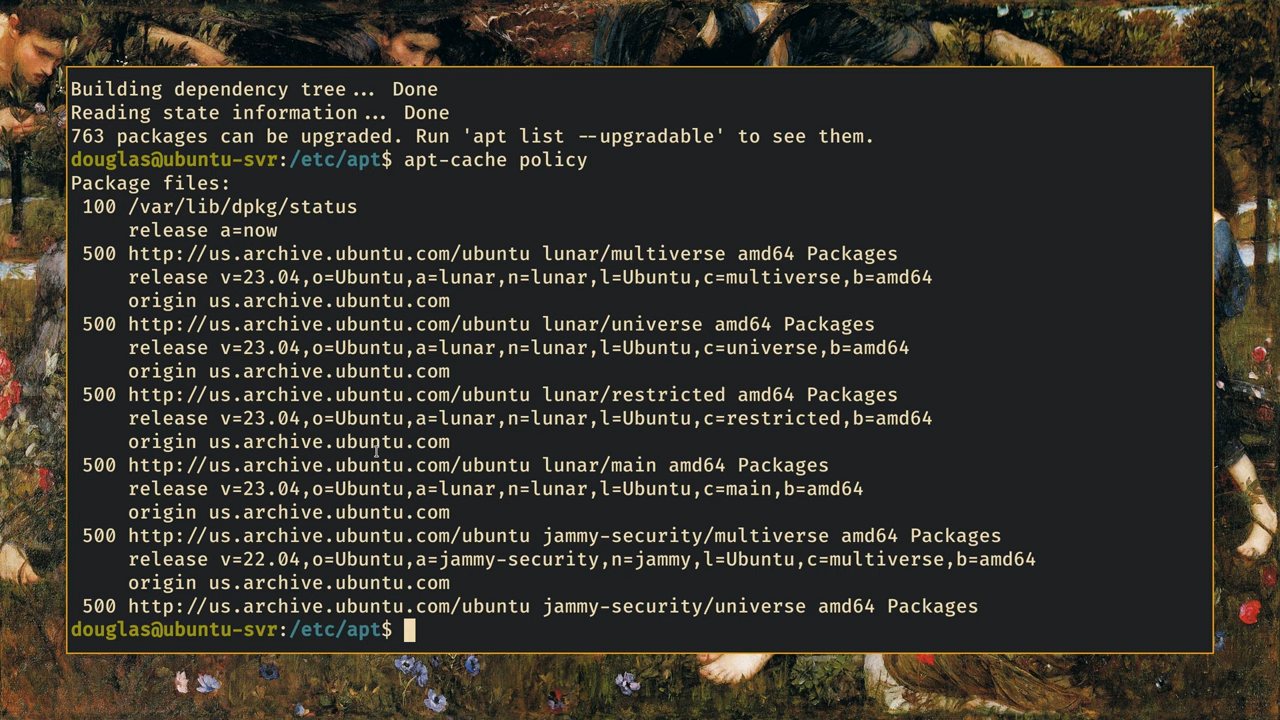 Building dependency tree... Done
Reading state information... Done
763 packages can be upgraded. Run 'apt list --upgradable' to see them.
douglas@ubuntu-svr:/etc/apt$ apt-cache policy
Package files:
 100 /var/lib/dpkg/status
     release a=now
 500 http://us.archive.ubuntu.com/ubuntu lunar/multiverse amd64 Packages
     release v=23.04,o=Ubuntu,a=lunar,n=lunar,l=Ubuntu,c=multiverse,b=amd64
     origin us.archive.ubuntu.com
 500 http://us.archive.ubuntu.com/ubuntu lunar/universe amd64 Packages
     release v=23.04,o=Ubuntu,a=lunar,n=lunar,l=Ubuntu,c=universe,b=amd64
     origin us.archive.ubuntu.com
 500 http://us.archive.ubuntu.com/ubuntu lunar/restricted amd64 Packages
     release v=23.04,o=Ubuntu,a=lunar,n=lunar,l=Ubuntu,c=restricted,b=amd64
     origin us.archive.ubuntu.com
 500 http://us.archive.ubuntu.com/ubuntu lunar/main amd64 Packages
     release v=23.04,o=Ubuntu,a=lunar,n=lunar,l=Ubuntu,c=main,b=amd64
     origin us.archive.ubuntu.com
 500 http://us.archive.ubuntu.com/ubuntu jammy-security/multiverse amd64 Packages
     release v=22.04,o=Ubuntu,a=jammy-security,n=jammy,l=Ubuntu,c=multiverse,b=amd64
     origin us.archive.ubuntu.com
 500 http://us.archive.ubuntu.com/ubuntu jammy-security/universe amd64 Packages
douglas@ubuntu-svr:/etc/apt$